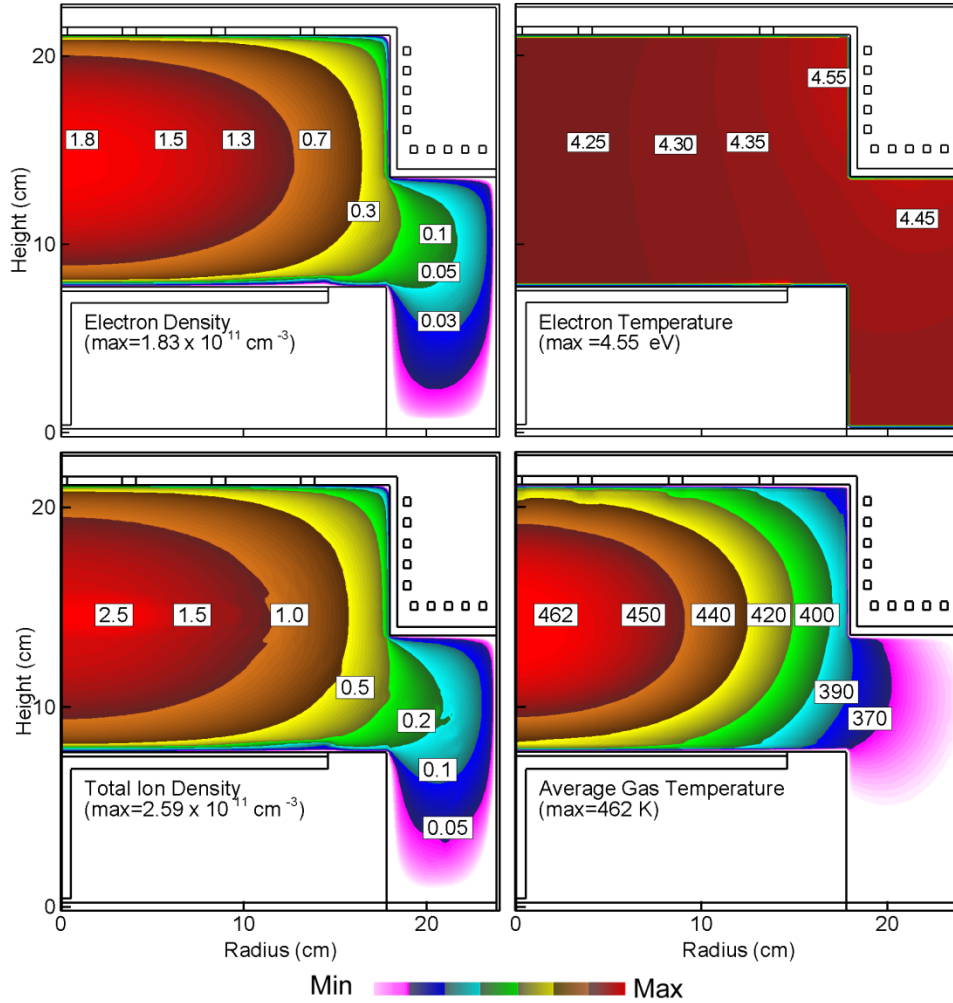 20
10
0
Height (cm)
1.8
1.5
1.3
0.7
0.3
0.1
0.05
0.03
Electron Density
(max=1.83 x 10^11 cm^-3)
4.25
4.30
4.35
4.55
4.45
Electron Temperature
(max =4.55 eV)
20
10
0
Height (cm)
2.5
1.5
1.0
0.5
0.2
0.1
0.05
Total Ion Density
(max=2.59 x 10^11 cm^-3)
0
10
20
Radius (cm)
462
450
440
420
400
390
370
Average Gas Temperature
(max=462 K)
0
10
20
Radius (cm)
Min
Max